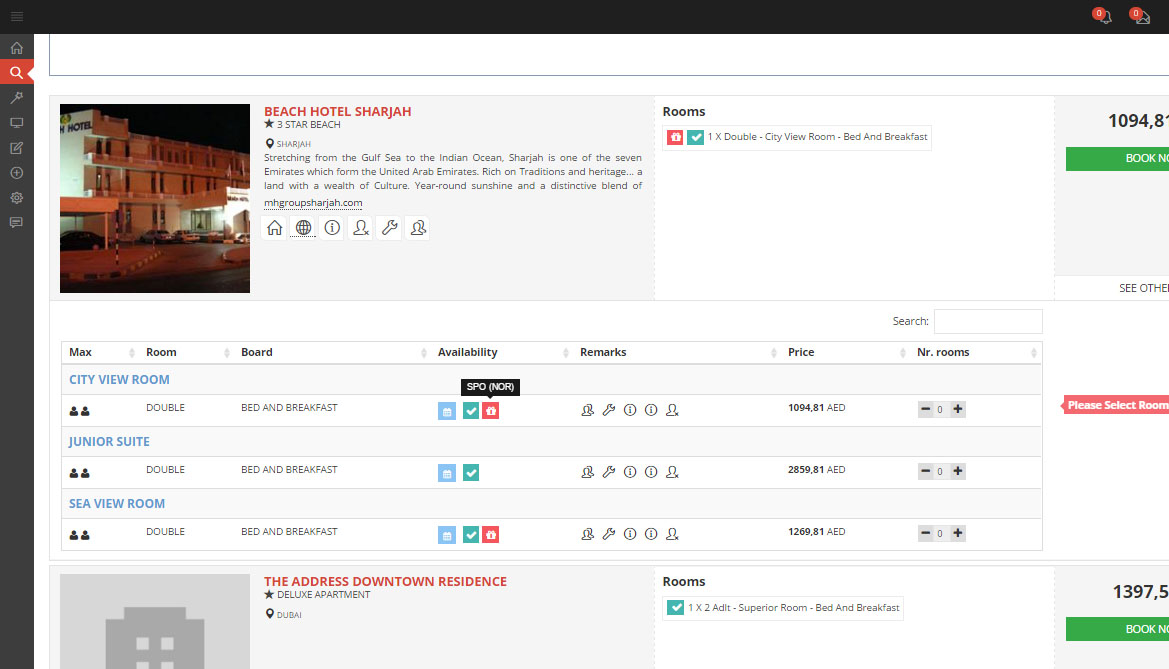 0
0
BEACH HOTEL SHARJAH
3 STAR BEACH
SHARJAH
Stretching from the Gulf Sea to the Indian Ocean, Sharjah is one of the seven
Emirates which form the United Arab Emirates. Rich on Traditions and heritage... a
land with a wealth of Culture. Year-round sunshine and a distinctive blend of
mhgroupsharjah.com
H HOTEL
Rooms
1 X Double - City View Room - Bed And Breakfast
1094,81
BOOK NO
SEE OTHE
Search:
Max Room Board Availability Remarks Price Nr. rooms
CITY VIEW ROOM
SPO (NOR)
DOUBLE BED AND BREAKFAST 1094,81 AED 0
Please Select Room
JUNIOR SUITE
DOUBLE BED AND BREAKFAST 2859,81 AED 0
SEA VIEW ROOM
DOUBLE BED AND BREAKFAST 1269,81 AED 0
THE ADDRESS DOWNTOWN RESIDENCE
DELUXE APARTMENT
DUBAI
Rooms
1 X 2 Adlt - Superior Room - Bed And Breakfast
1397,5
BOOK NO